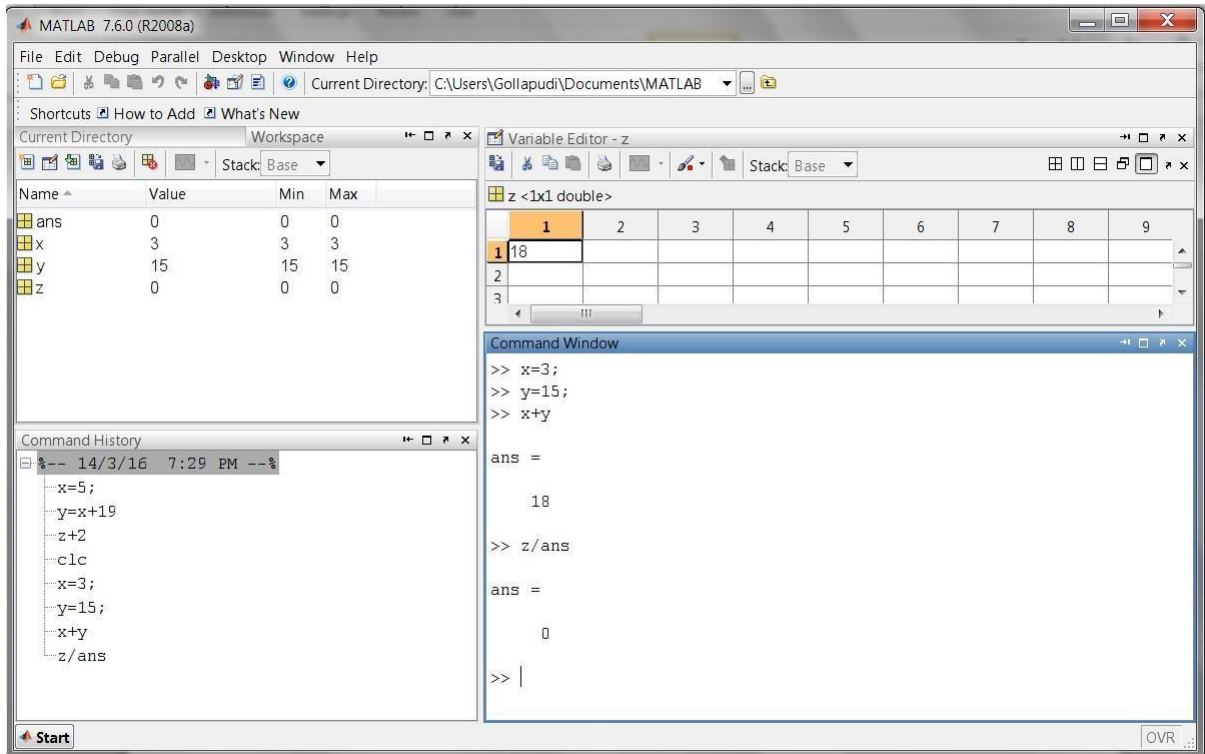 MATLAB 7.6.0 (R2008a)
File Edit Debug Parallel Desktop Window Help
Current Directory: C:\Users\Gollapudi\Documents\MATLAB
Shortcuts How to Add What's New
Current Directory Workspace
Stack: Base
Name Value Min Max
ans 0 0 0
x 3 3 3
y 15 15 15
z 0 0 0
Command History
%-- 14/3/16 7:29 PM --%
x=5;
y=x+19
z+2
clc
x=3;
y=15;
x+y
z/ans
Variable Editor - z
Stack: Base
z <1x1 double>
1 2 3 4 5 6 7 8 9
1 18
2
3
Command Window
>> x=3;
>> y=15;
>> x+y
ans =
18
>> z/ans
ans =
0
>>
Start
OVR